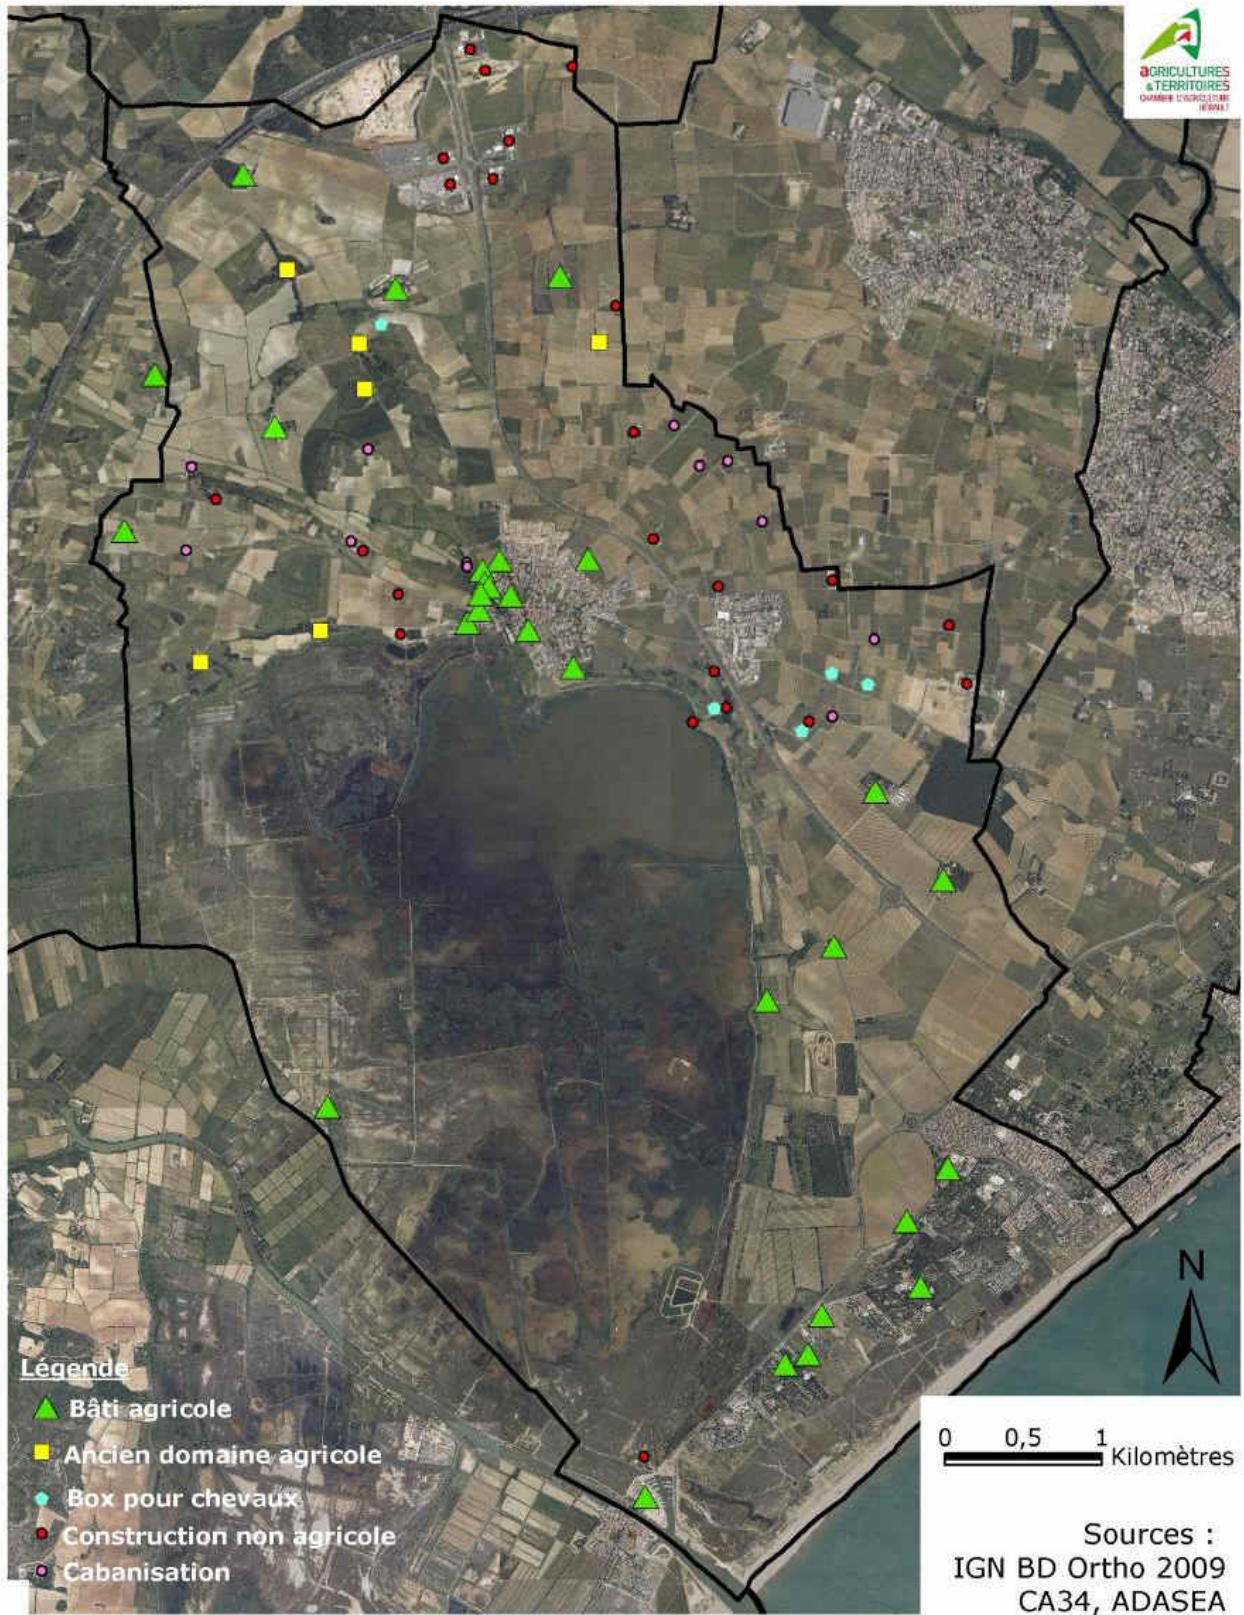 aGRICULTURES
& TERRITOIRES
CHAMBRE D'AGRICULTURE
HÉRAULT
N
Légende
Bâti agricole
Ancien domaine agricole
Box pour chevaux
Construction non agricole
Cabanisation
0 0,5 1
Kilomètres
Sources :
IGN BD Ortho 2009
CA34, ADASEA